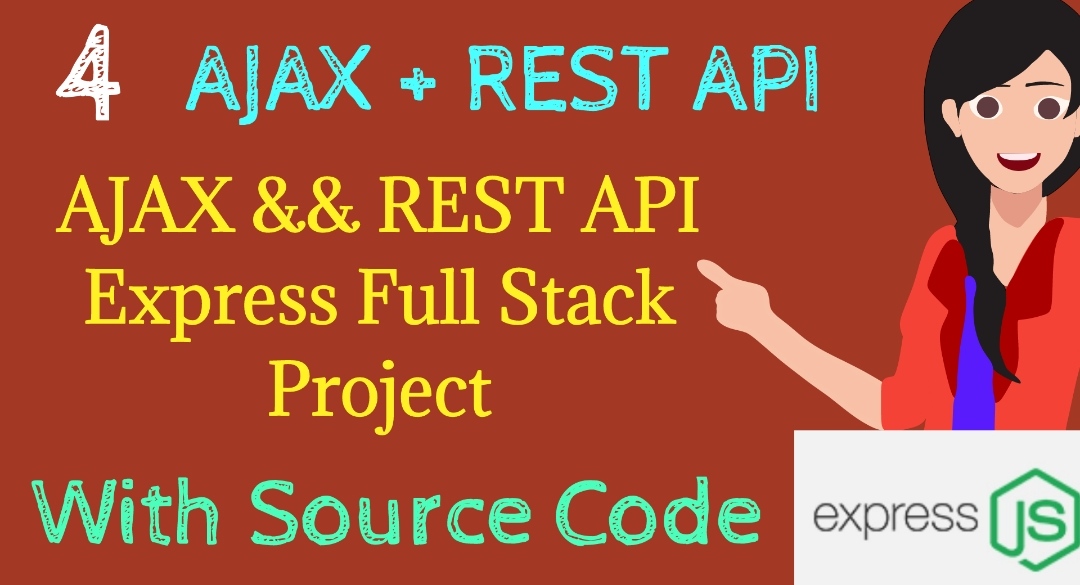 4 AJAX + REST API
AJAX && REST API
Express Full Stack
Project
With Source Code
express JS